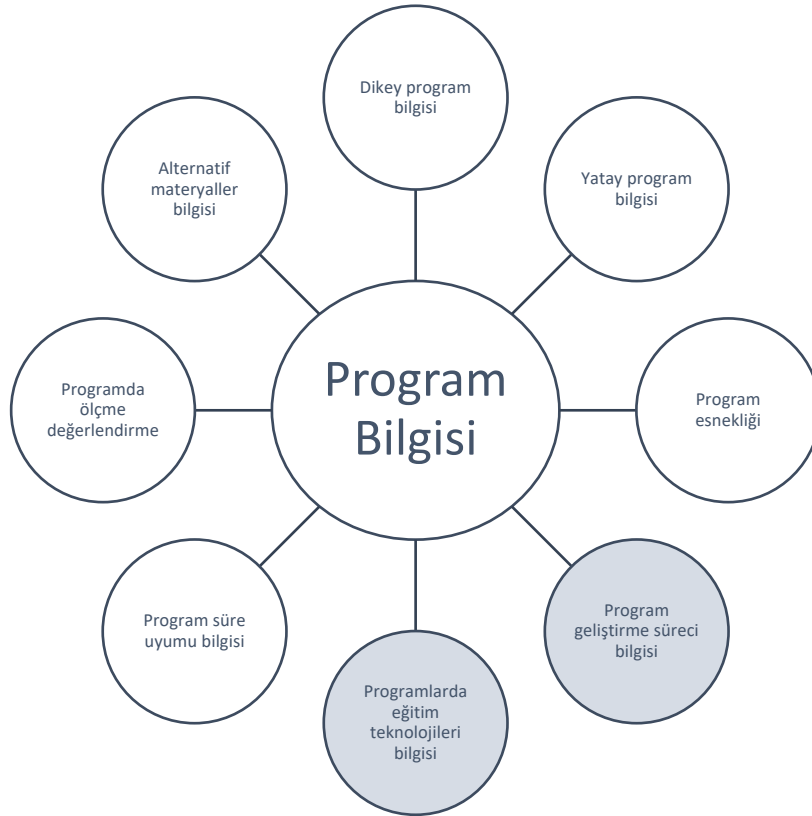 Dikey program
bilgisi
Yatay program
bilgisi
Program
esnekliği
Program
geliştirme süreci
bilgisi
Programlarda
eğitim
teknolojileri
bilgisi
Program süre
uyumu bilgisi
Programda
ölçme
değerlendirme
Alternatif
materyaller
bilgisi
Program
Bilgisi